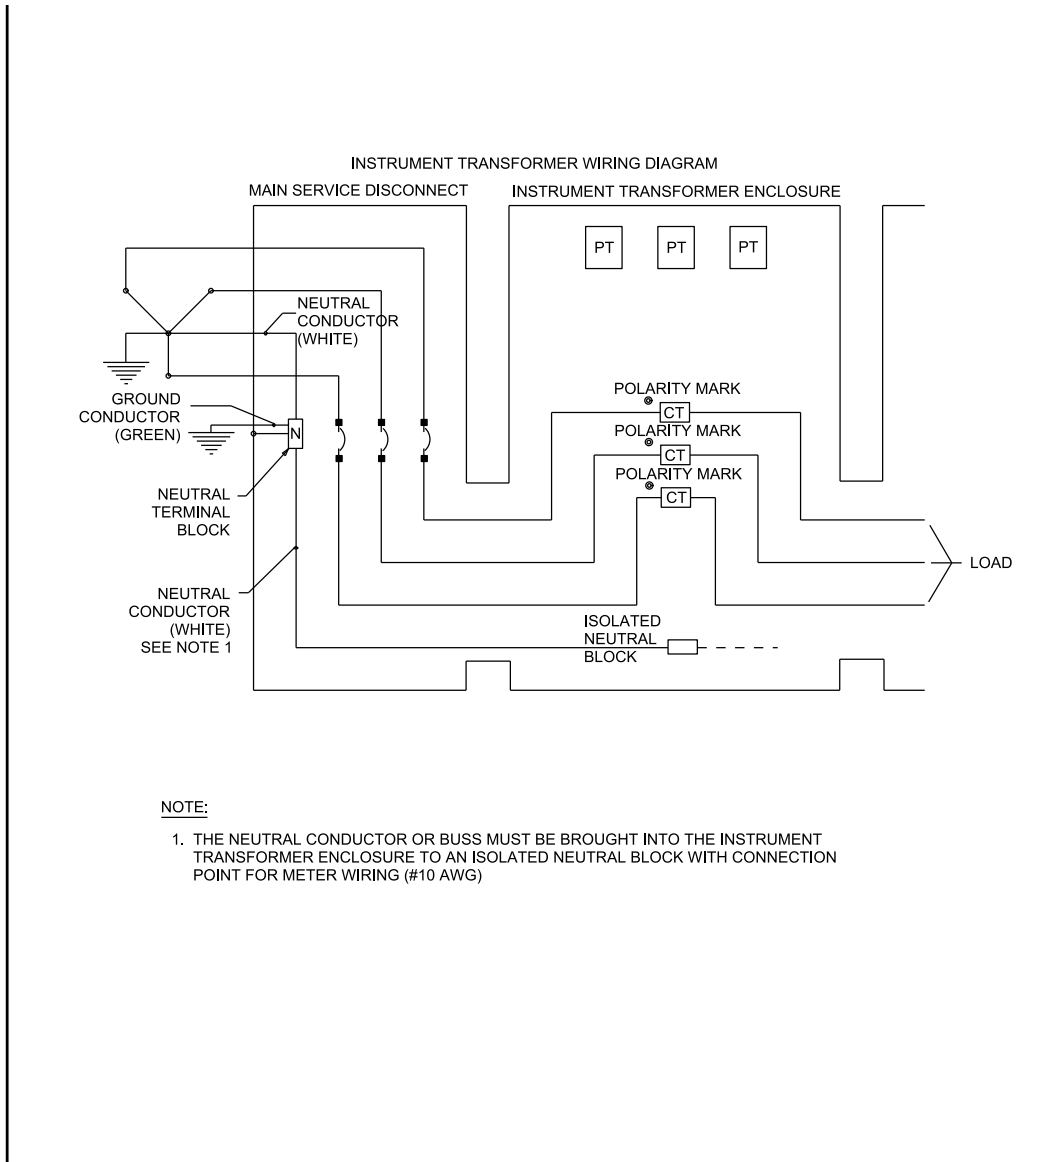 INSTRUMENT TRANSFORMER WIRING DIAGRAM
MAIN SERVICE DISCONNECT
INSTRUMENT TRANSFORMER ENCLOSURE
PT
PT
PT
NEUTRAL
CONDUCTOR
(WHITE)
POLARITY MARK
CT
POLARITY MARK
CT
POLARITY MARK
CT
GROUND
CONDUCTOR
(GREEN)
N
NEUTRAL
TERMINAL
BLOCK
LOAD
NEUTRAL
CONDUCTOR
(WHITE)
SEE NOTE 1
ISOLATED
NEUTRAL
BLOCK
NOTE:
1. THE NEUTRAL CONDUCTOR OR BUSS MUST BE BROUGHT INTO THE INSTRUMENT
TRANSFORMER ENCLOSURE TO AN ISOLATED NEUTRAL BLOCK WITH CONNECTION
POINT FOR METER WIRING (#10 AWG)